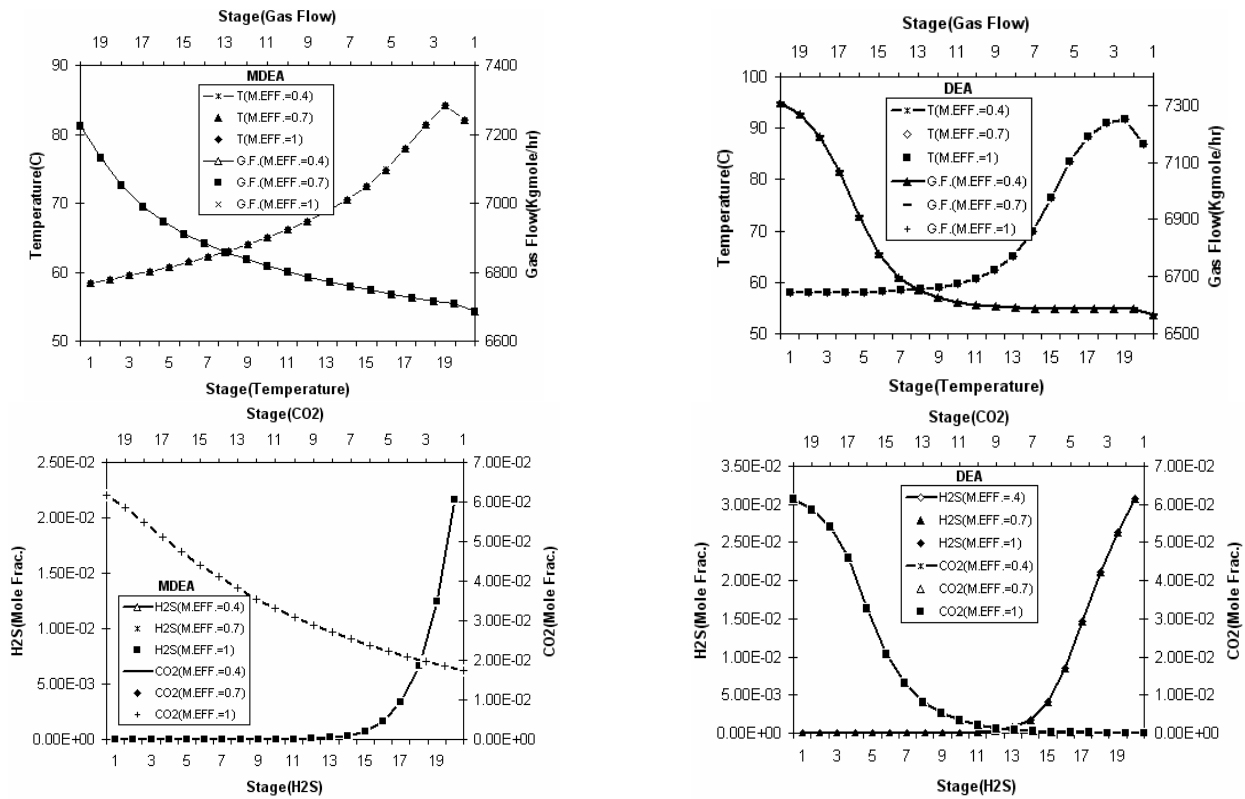 Stage(Gas Flow)
19 17 15 13 11 9 7 5 3 1
90 80 70 60 50
Temperature(C)
MDEA
T(M.EFF.=0.4)
T(M.EFF.=0.7)
T(M.EFF.=1)
G.F.(M.EFF.=0.4)
G.F.(M.EFF.=0.7)
G.F.(M.EFF.=1)
7400 7200 7000 6800 6600
Gas Flow(Kgmole/hr)
1 3 5 7 9 11 13 15 17 19
Stage(Temperature)
Stage(Gas Flow)
19 17 15 13 11 9 7 5 3 1
100 90 80 70 60 50
Temperature(C)
DEA
T(M.EFF.=0.4)
T(M.EFF.=0.7)
T(M.EFF.=1)
G.F.(M.EFF.=0.4)
G.F.(M.EFF.=0.7)
G.F.(M.EFF.=1)
7300 7100 6900 6700 6500
Gas Flow(Kgmole/hr)
1 3 5 7 9 11 13 15 17 19
Stage(Temperature)
Stage(CO2)
19 17 15 13 11 9 7 5 3 1
2.50E-02 2.00E-02 1.50E-02 1.00E-02 5.00E-03 0.00E+00
H2S(Mole Frac.)
MDEA
H2S(M.EFF.=0.4)
H2S(M.EFF.=0.7)
H2S(M.EFF.=1)
CO2(M.EFF.=0.4)
CO2(M.EFF.=0.7)
CO2(M.EFF.=1)
7.00E-02 6.00E-02 5.00E-02 4.00E-02 3.00E-02 2.00E-02 1.00E-02 0.00E+00
CO2(Mole Frac.)
1 3 5 7 9 11 13 15 17 19
Stage(H2S)
Stage(CO2)
19 17 15 13 11 9 7 5 3 1
3.50E-02 3.00E-02 2.50E-02 2.00E-02 1.50E-02 1.00E-02 5.00E-03 0.00E+00
H2S(Mole Frac.)
DEA
H2S(M.EFF.=.4)
H2S(M.EFF.=0.7)
H2S(M.EFF.=1)
CO2(M.EFF.=0.4)
CO2(M.EFF.=0.7)
CO2(M.EFF.=1)
7.00E-02 6.00E-02 5.00E-02 4.00E-02 3.00E-02 2.00E-02 1.00E-02 0.00E+00
CO2(Mole Frac.)
1 3 5 7 9 11 13 15 17 19
Stage(H2S)